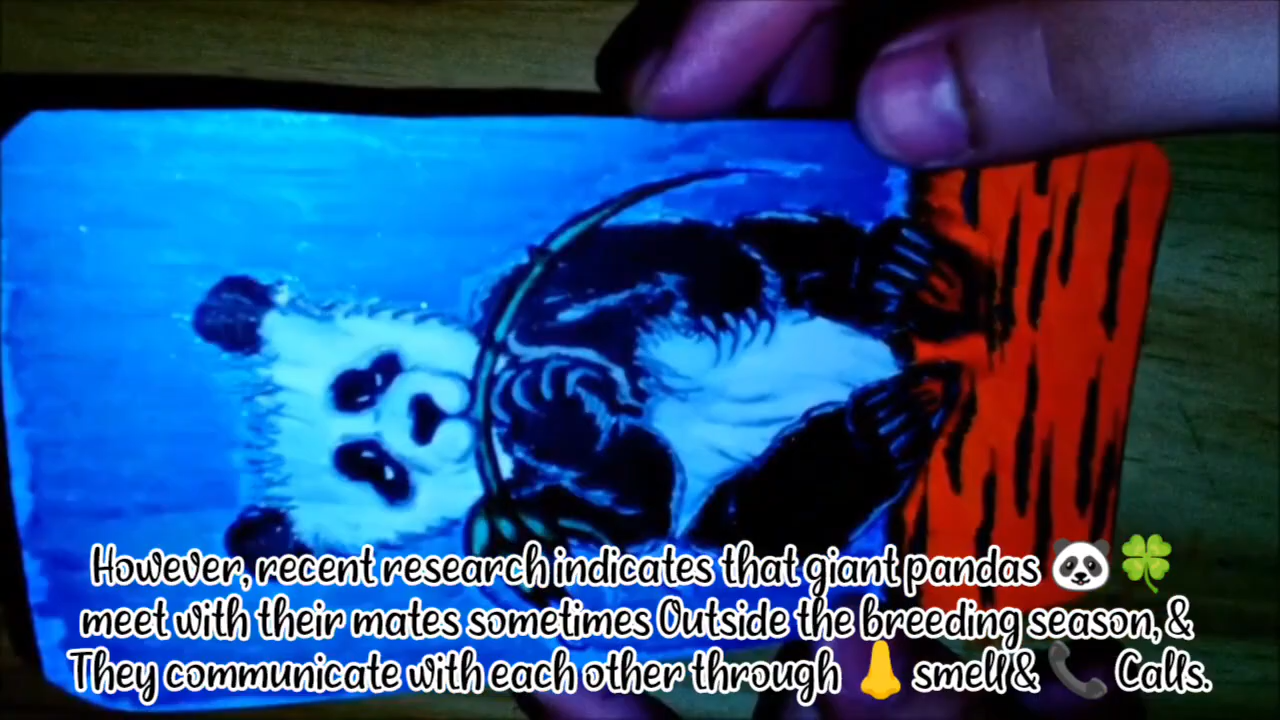 However, recent research indicates that giant pandas 🐼🍀
meet with their mates sometimes Outside the breeding season, &
They communicate with each other through 👃 smell & 📞 Calls.